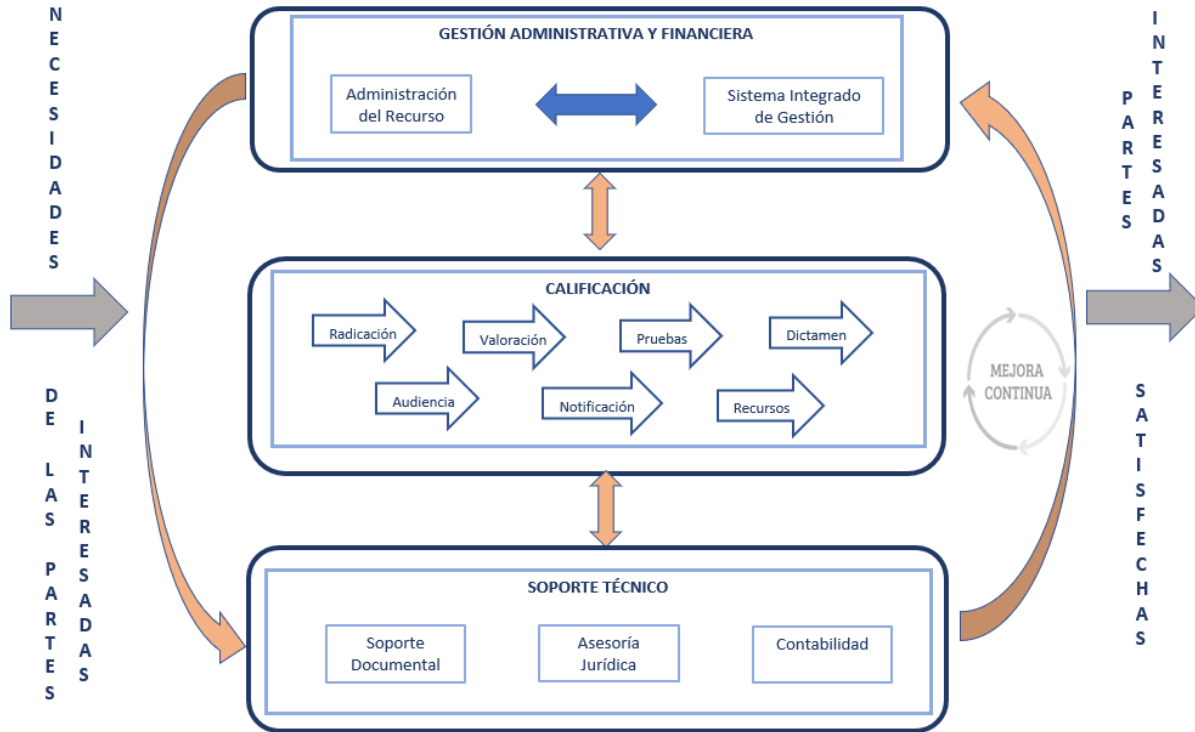 NECESIDADES
DE LAS PARTES
INTERESADAS
GESTIÓN ADMINISTRATIVA Y FINANCIERA
Administración
del Recurso
Sistema Integrado
de Gestión
CALIFICACIÓN
Radicación
Valoración
Pruebas
Dictamen
Audiencia
Notificación
Recursos
MEJORA
CONTINUA
SOPORTE TÉCNICO
Soporte
Documental
Asesoría
Jurídica
Contabilidad
PARTES
INTERESADAS
SATISFECHAS